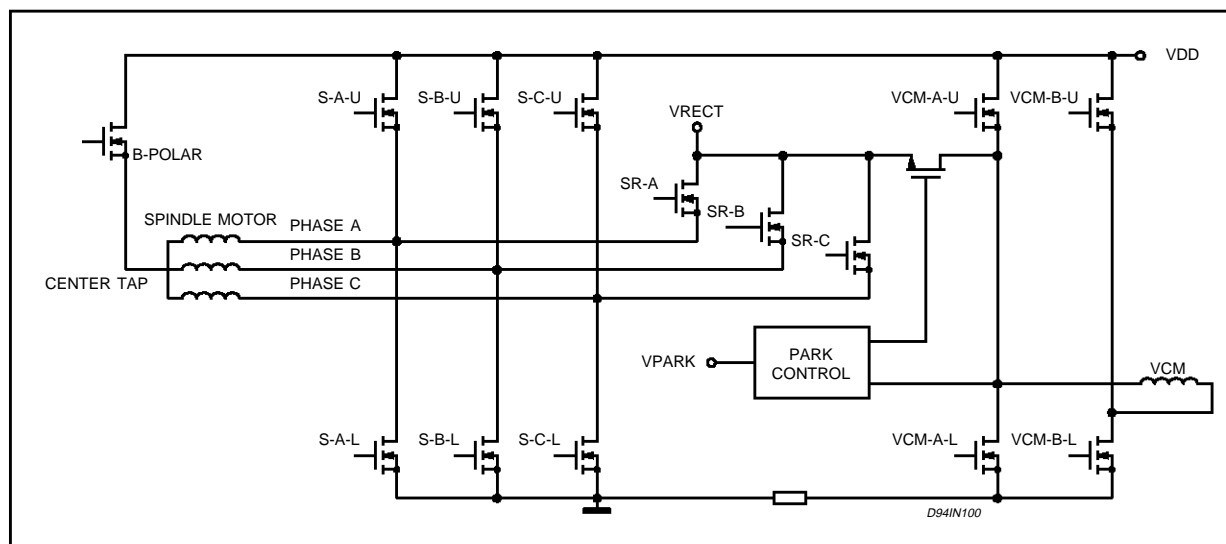 VDD
S-A-U
S-B-U
S-C-U
VCM-A-U
VCM-B-U
VRECT
B-POLAR
SR-A
SR-B
SPINDLE MOTOR
PHASE A
SR-C
PHASE B
CENTER TAP
PHASE C
VPARK
PARK
CONTROL
VCM
S-A-L
S-B-L
S-C-L
VCM-A-L
VCM-B-L
D94IN100